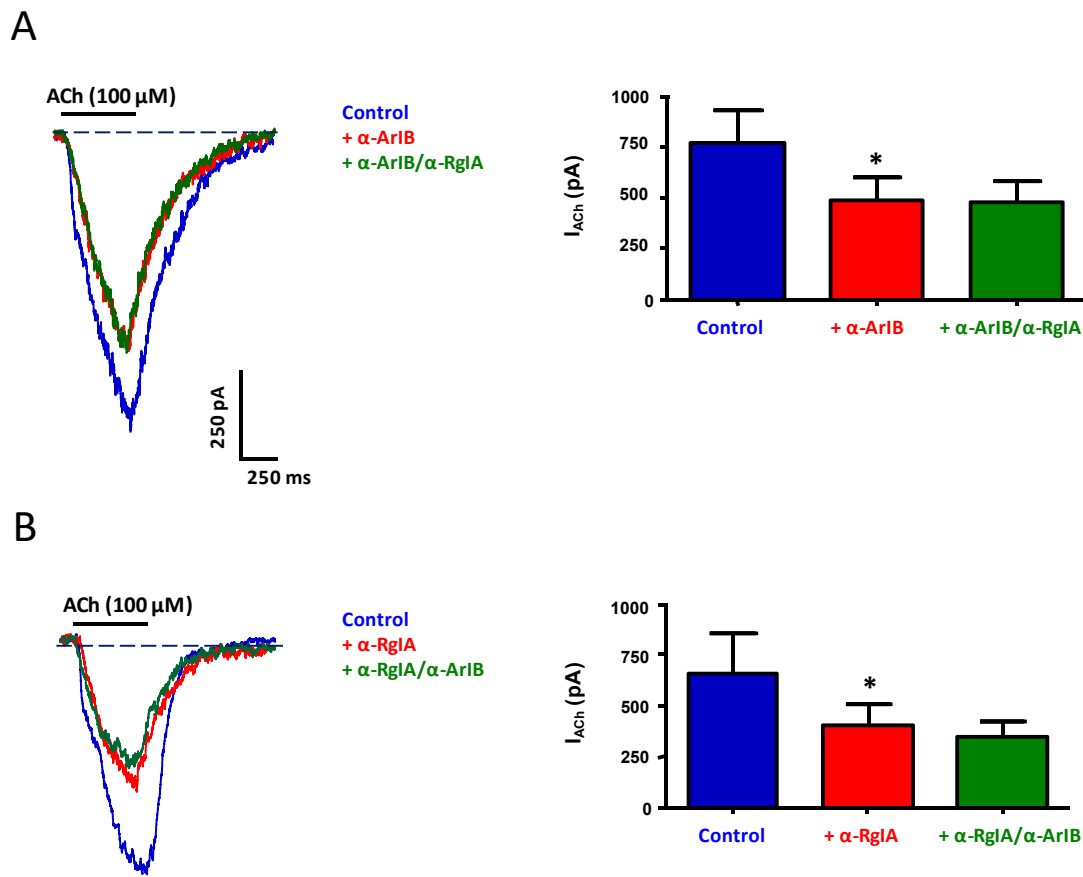 A
ACh (100 µM)
Control
+ α-ArIB
+ α-ArIB/α-RgIA
250 pA
250 ms
I_ACh (pA)
1000
750
500
250
0
*
Control
+ α-ArIB
+ α-ArIB/α-RgIA
B
ACh (100 µM)
Control
+ α-RgIA
+ α-RgIA/α-ArIB
I_ACh (pA)
1000
750
500
250
0
*
Control
+ α-RgIA
+ α-RgIA/α-ArIB